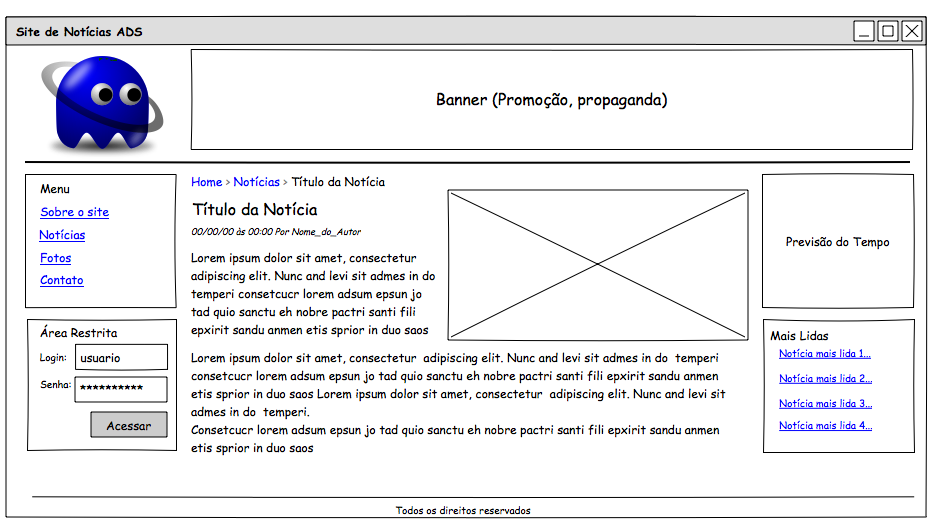 Site de Notícias ADS
Banner (Promoção, propaganda)
Menu
Sobre o site
Notícias
Fotos
Contato
Área Restrita
Login: usuario
Senha: **********
Acessar
Home > Notícias > Título da Notícia
Título da Notícia
00/00/00 às 00:00 Por Nome_do_Autor
Lorem ipsum dolor sit amet, consectetur
adipiscing elit. Nunc and levi sit admes in do
temperi consetcucr lorem adsum epsun jo
tad quio sanctu eh nobre pactri santi fili
epxirit sandu anmen etis sprior in duo saos
Lorem ipsum dolor sit amet, consectetur adipiscing elit. Nunc and levi sit admes in do temperi
consetcucr lorem adsum epsun jo tad quio sanctu eh nobre pactri santi fili epxirit sandu anmen
etis sprior in duo saos Lorem ipsum dolor sit amet, consectetur adipiscing elit. Nunc and levi sit
admes in do temperi.
Consetcucr lorem adsum epsun jo tad quio sanctu eh nobre pactri santi fili epxirit sandu anmen
etis sprior in duo saos
Previsão do Tempo
Mais Lidas
Notícia mais lida 1...
Notícia mais lida 2...
Notícia mais lida 3...
Notícia mais lida 4...
Todos os direitos reservados